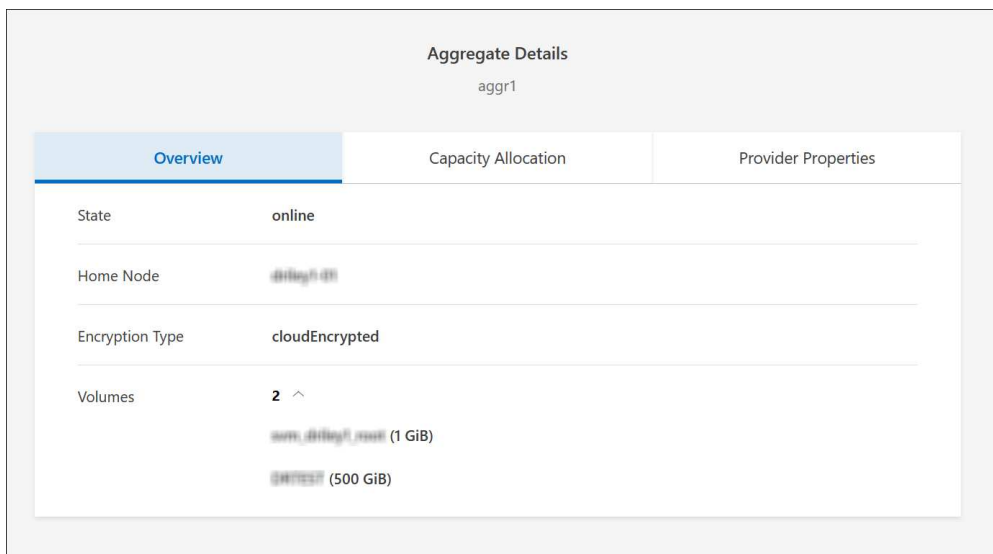 Aggregate Details
aggr1
Overview Capacity Allocation Provider Properties
State online
Home Node
Encryption Type cloudEncrypted
Volumes 2
(1 GiB)
(500 GiB)